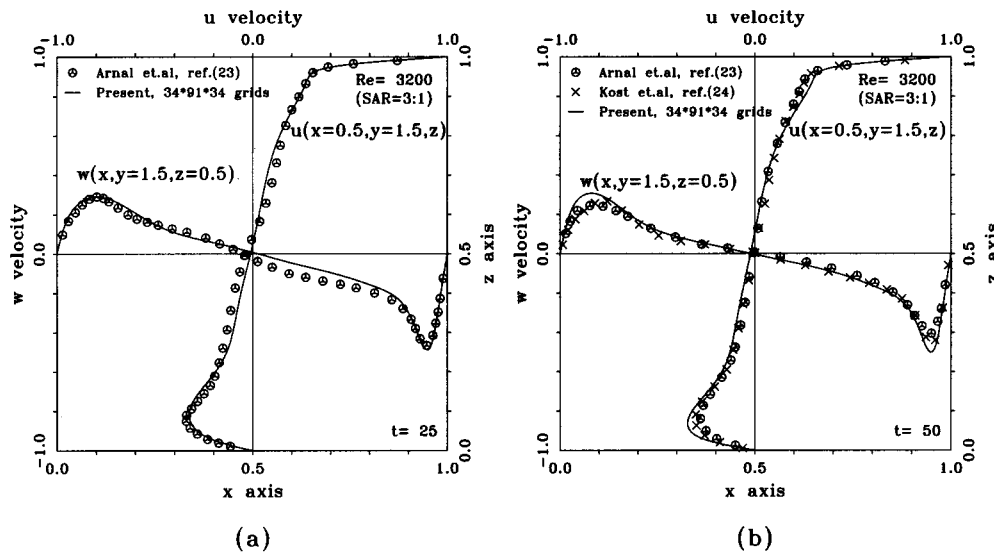 u velocity
-1.0 0.0 1.0
1.0
Arnal et.al, ref.(23)
Present, 34*91*34 grids
Re= 3200
(SAR=3:1)
u(x=0.5,y=1.5,z)
w(x,y=1.5,z=0.5)
w velocity
0.0
0.5
z axis
t= 25
-1.0
0.0
0.0 0.5 1.0
x axis
(a)
u velocity
-1.0 0.0 1.0
1.0
Arnal et.al, ref.(23)
Kost et.al, ref.(24)
Present, 34*91*34 grids
Re= 3200
(SAR=3:1)
u(x=0.5,y=1.5,z)
w(x,y=1.5,z=0.5)
w velocity
0.0
0.5
z axis
t= 50
-1.0
0.0
0.0 0.5 1.0
x axis
(b)